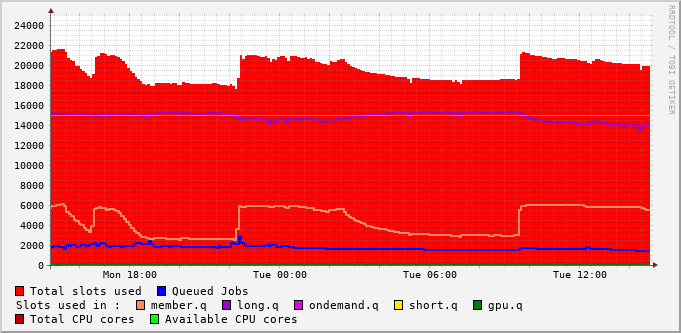 RRDTOOL / TOBI OETIKER
24000
22000
20000
18000
16000
14000
12000
10000
8000
6000
4000
2000
0
Mon 18:00 Tue 00:00 Tue 06:00 Tue 12:00
Total slots used Queued Jobs
Slots used in : member.q long.q ondemand.q short.q gpu.q
Total CPU cores Available CPU cores